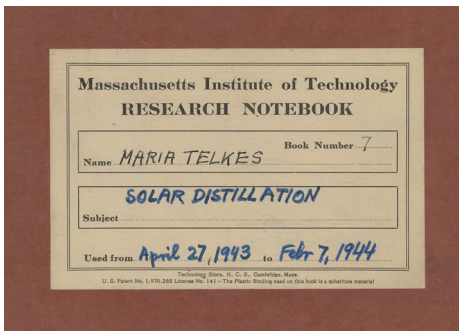 Massachusetts Institute of Technology
RESEARCH NOTEBOOK
Book Number 7
Name MARIA TELKES
SOLAR DISTILLATION
Subject
Used from April 27, 1943 to Febr 7, 1944
Technology Store, H. C. S., Cambridge, Mass.
U. S. Patent No. 1,970,285 License No. 141 - The Plastic Binding used on this book is a substitute material